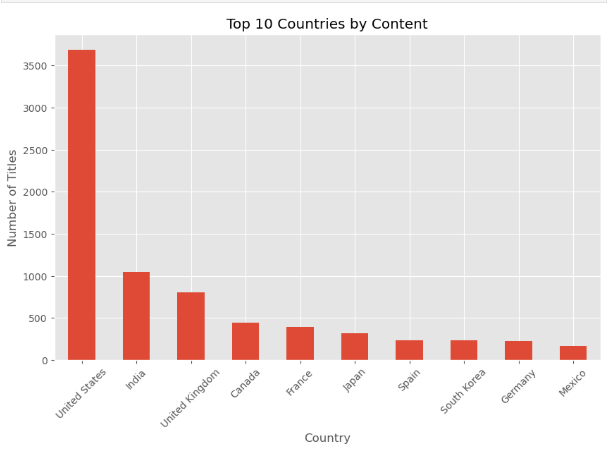 Top 10 Countries by Content
Number of Titles
3500
3000
2500
2000
1500
1000
500
0
United States
India
United Kingdom
Canada
France
Japan
Spain
South Korea
Germany
Mexico
Country